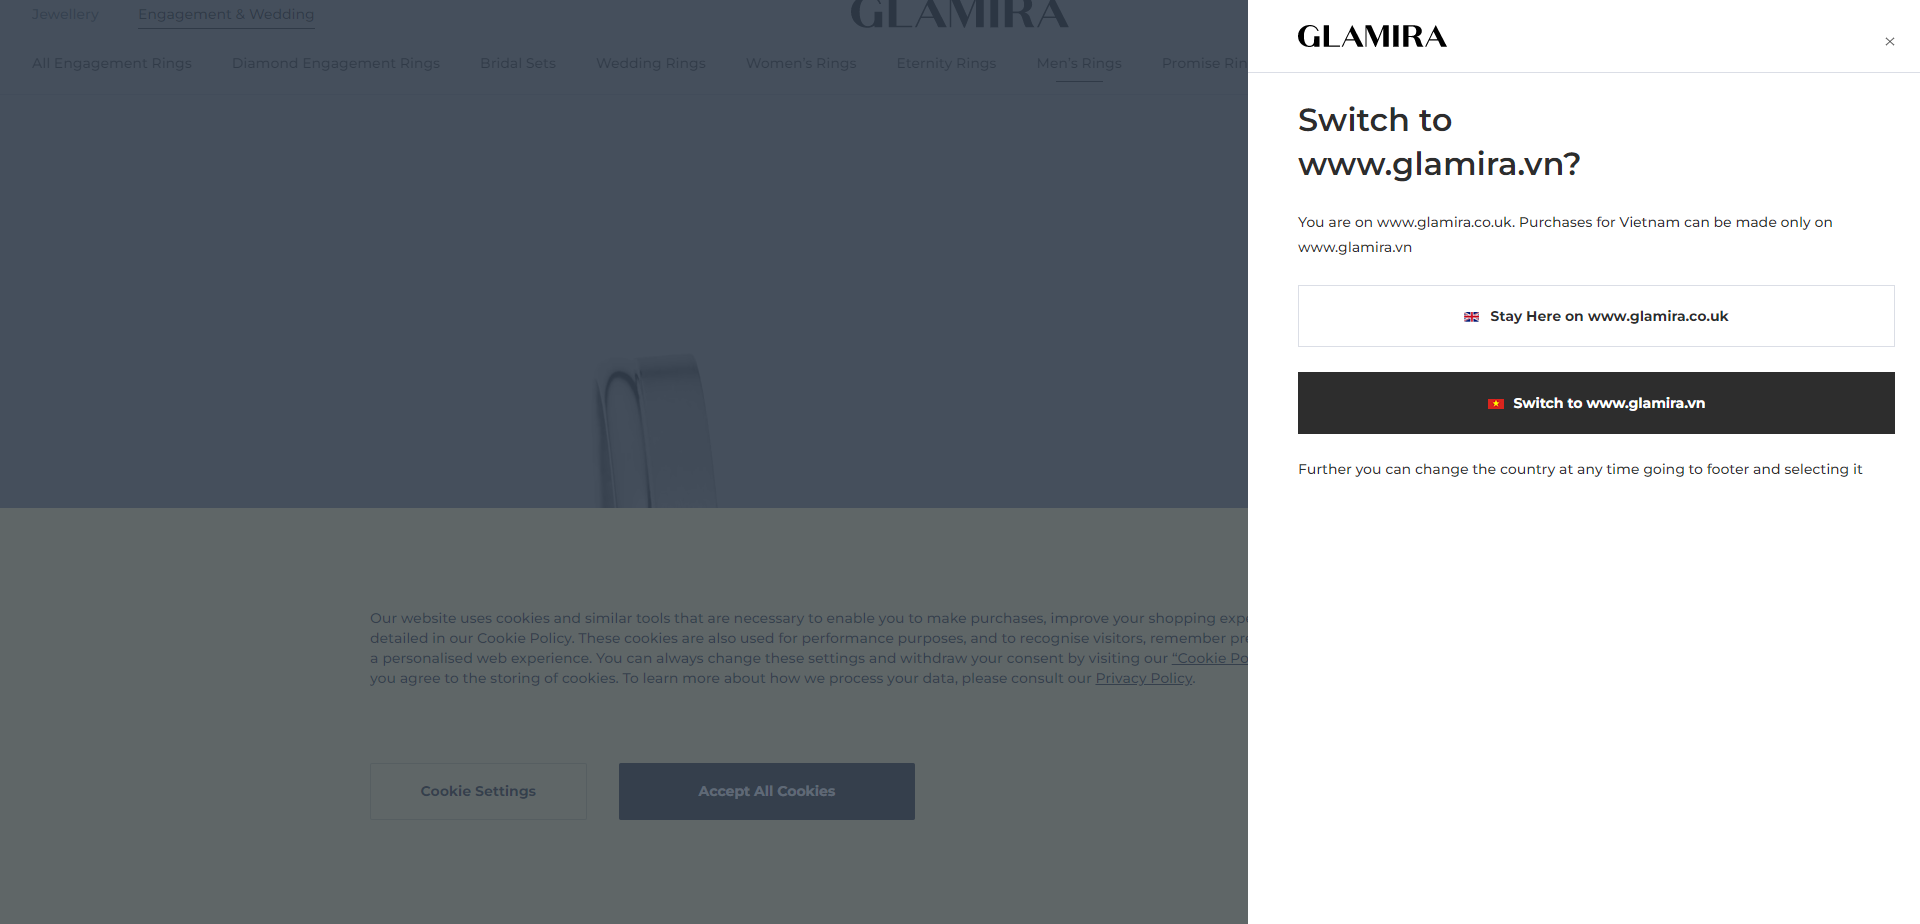 Jewellery
Engagement & Wedding
GLAMIRA
All Engagement Rings
Diamond Engagement Rings
Bridal Sets
Wedding Rings
Women's Rings
Eternity Rings
Men's Rings
Promise
GLAMIRA
Switch to
www.glamira.vn?
You are on www.glamira.co.uk. Purchases for Vietnam can be made only on
www.glamira.vn
Stay Here on www.glamira.co.uk
Switch to www.glamira.vn
Further you can change the country at any time going to footer and selecting it
Our website uses cookies and similar tools that are necessary to enable you to make purchases, improve your shopping
detailed in our Cookie Policy. These cookies are also used for performance purposes, and to recognise visitors, remember
a personalised web experience. You can always change these settings and withdraw your consent by visiting our “Cookie
you agree to the storing of cookies. To learn more about how we process your data, please consult our Privacy Policy.
Cookie Settings
Accept All Cookies